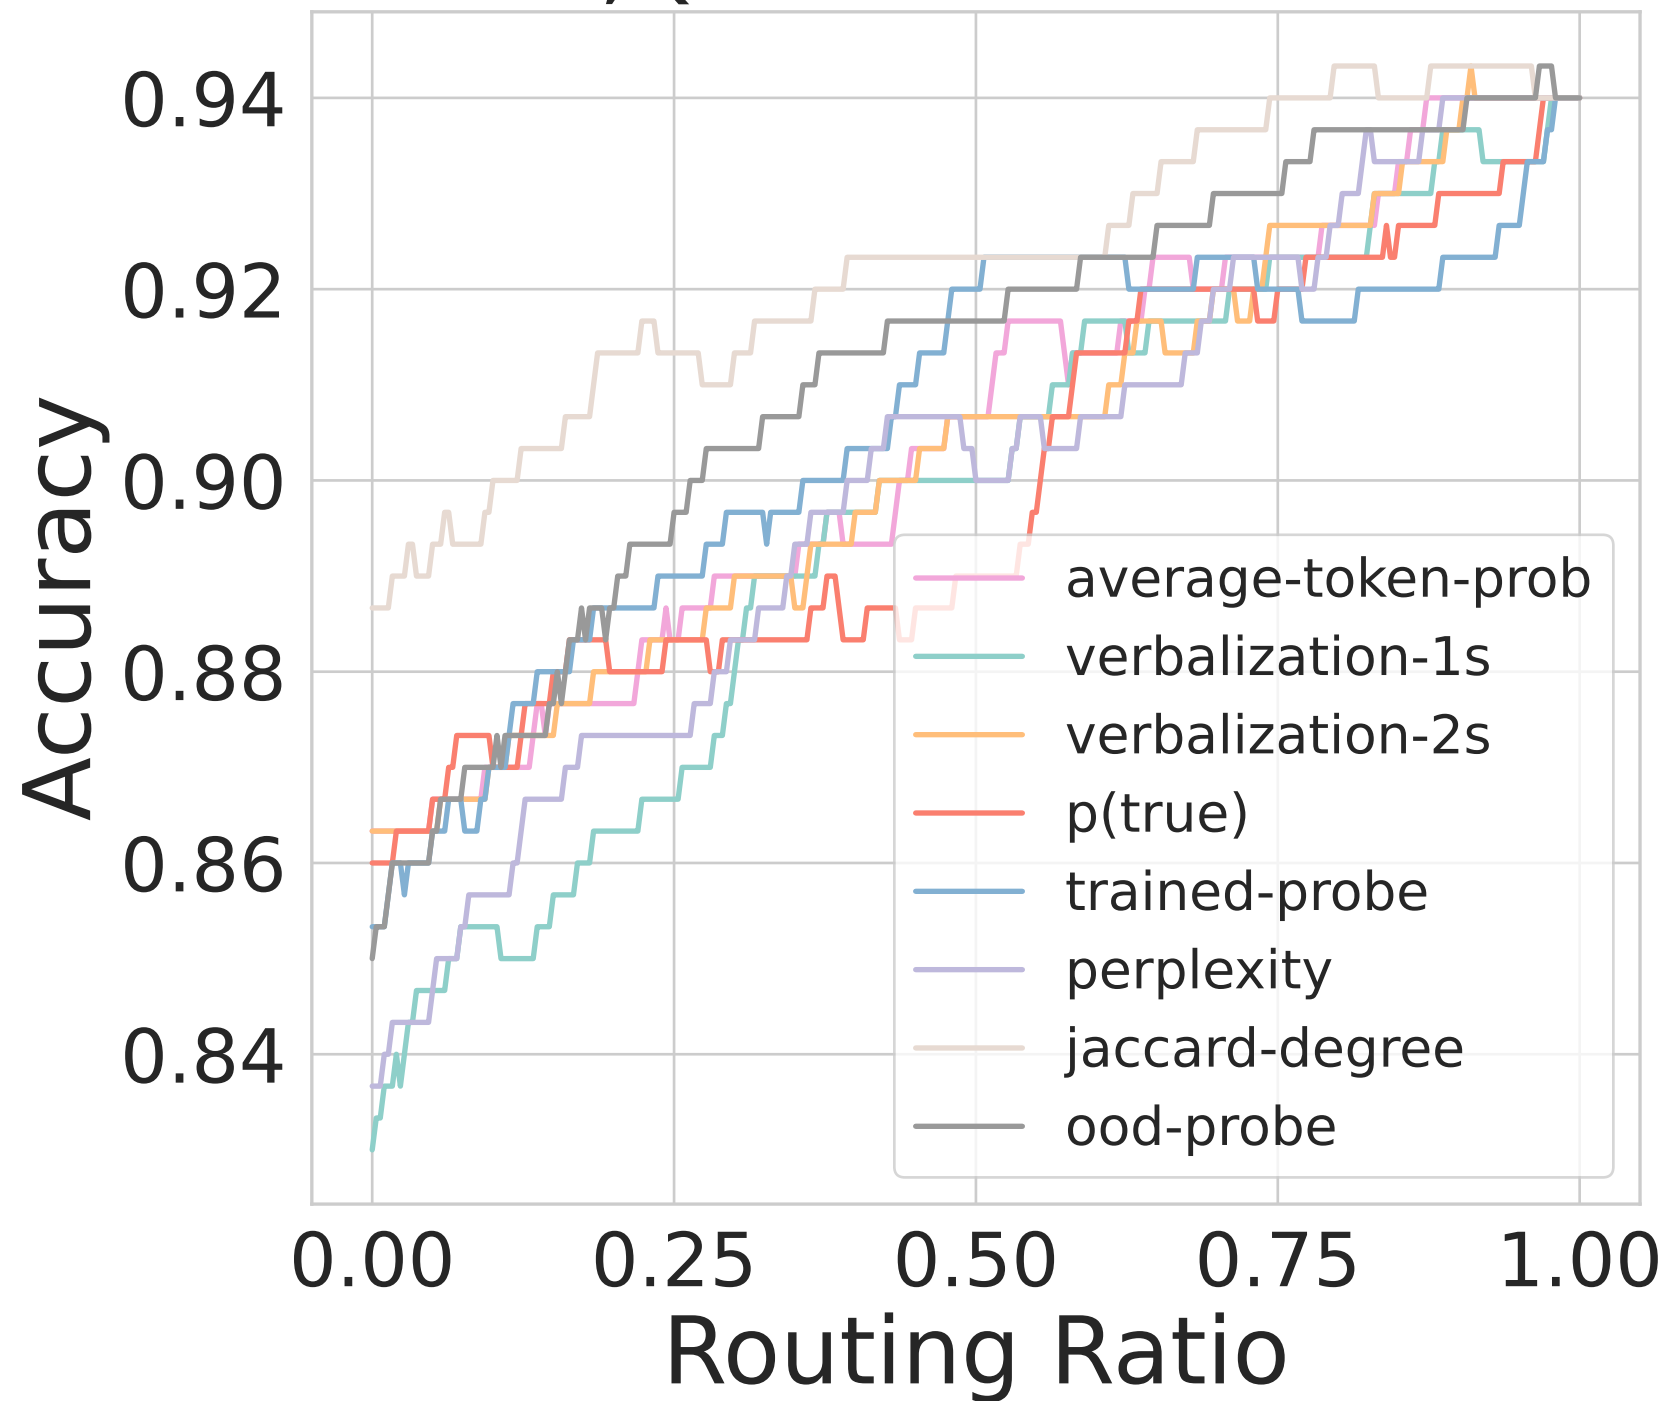 0.94
0.92
0.90
0.88
0.86
0.84
Accuracy
average-token-prob
verbalization-1s
verbalization-2s
p(true)
trained-probe
perplexity
jaccard-degree
ood-probe
0.00 0.25 0.50 0.75 1.00
Routing Ratio